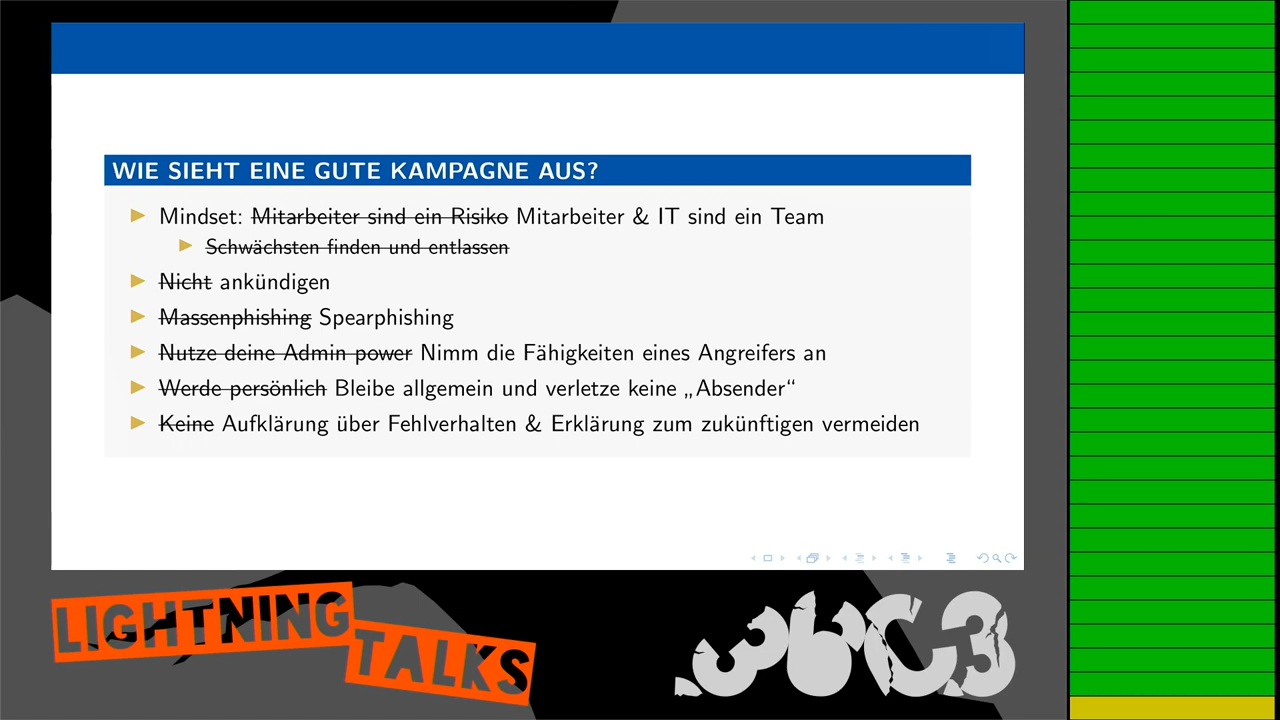 WIE SIEHT EINE GUTE KAMPAGNE AUS?
Mindset: Mitarbeiter sind ein Risiko Mitarbeiter & IT sind ein Team
Schwächsten finden und entlassen
Nicht ankündigen
Massenphishing Spearphishing
Nutze deine Admin power Nimm die Fähigkeiten eines Angreifers an
Werde persönlich Bleibe allgemein und verletze keine „Absender“
Keine Aufklärung über Fehlverhalten & Erklärung zum zukünftigen vermeiden
LIGHTNING
TALKS
36C3